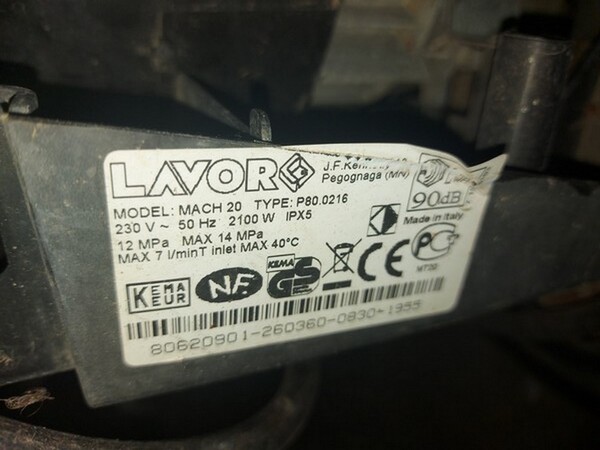 LAVOR
J.F.Kennedy
Pegognaga (MN)
MODEL: MACH 20 TYPE: P80.0216
230 V ~ 50 Hz 2100 W IPX5
12 MPa MAX 14 MPa
MAX 7 l/minT inlet MAX 40°C
90dB
Made in Italy
KEMA
EUR
NF
KEMA
GS
CE
80620901-260360-0830-1955